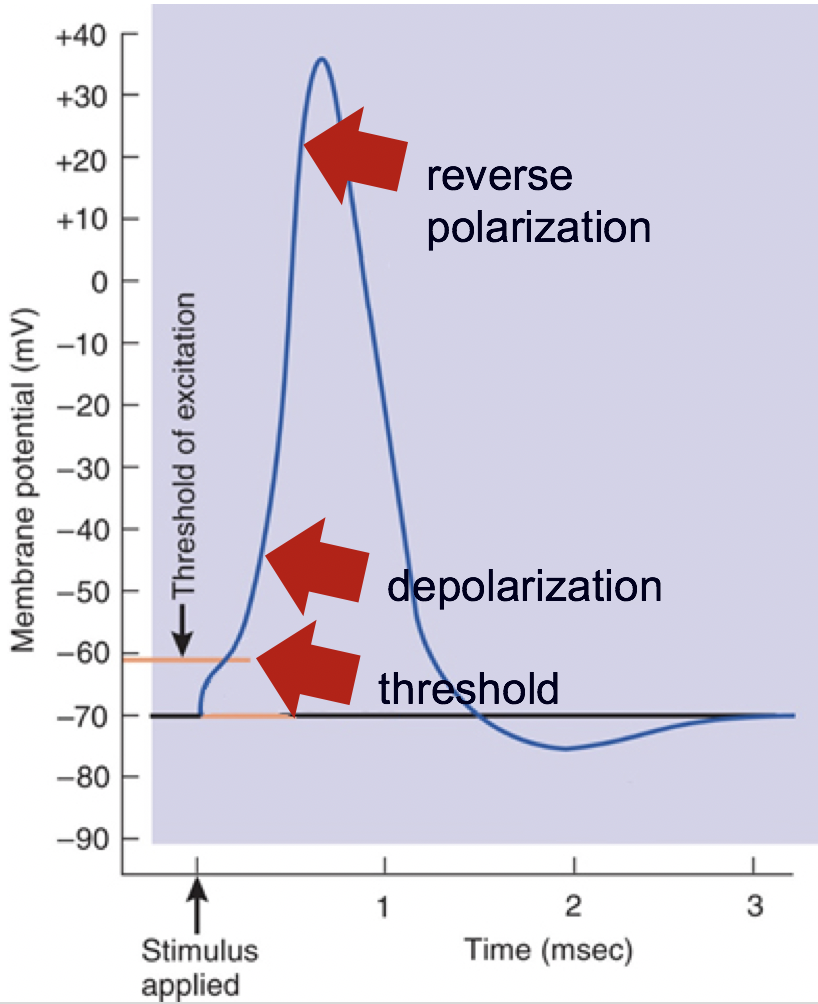 +40
+30
+20
+10
0
−10
−20
−30
−40
−50
−60
−70
−80
−90
Membrane potential (mV)
Threshold of excitation
reverse
polarization
depolarization
threshold
1
2
3
Stimulus
applied
Time (msec)